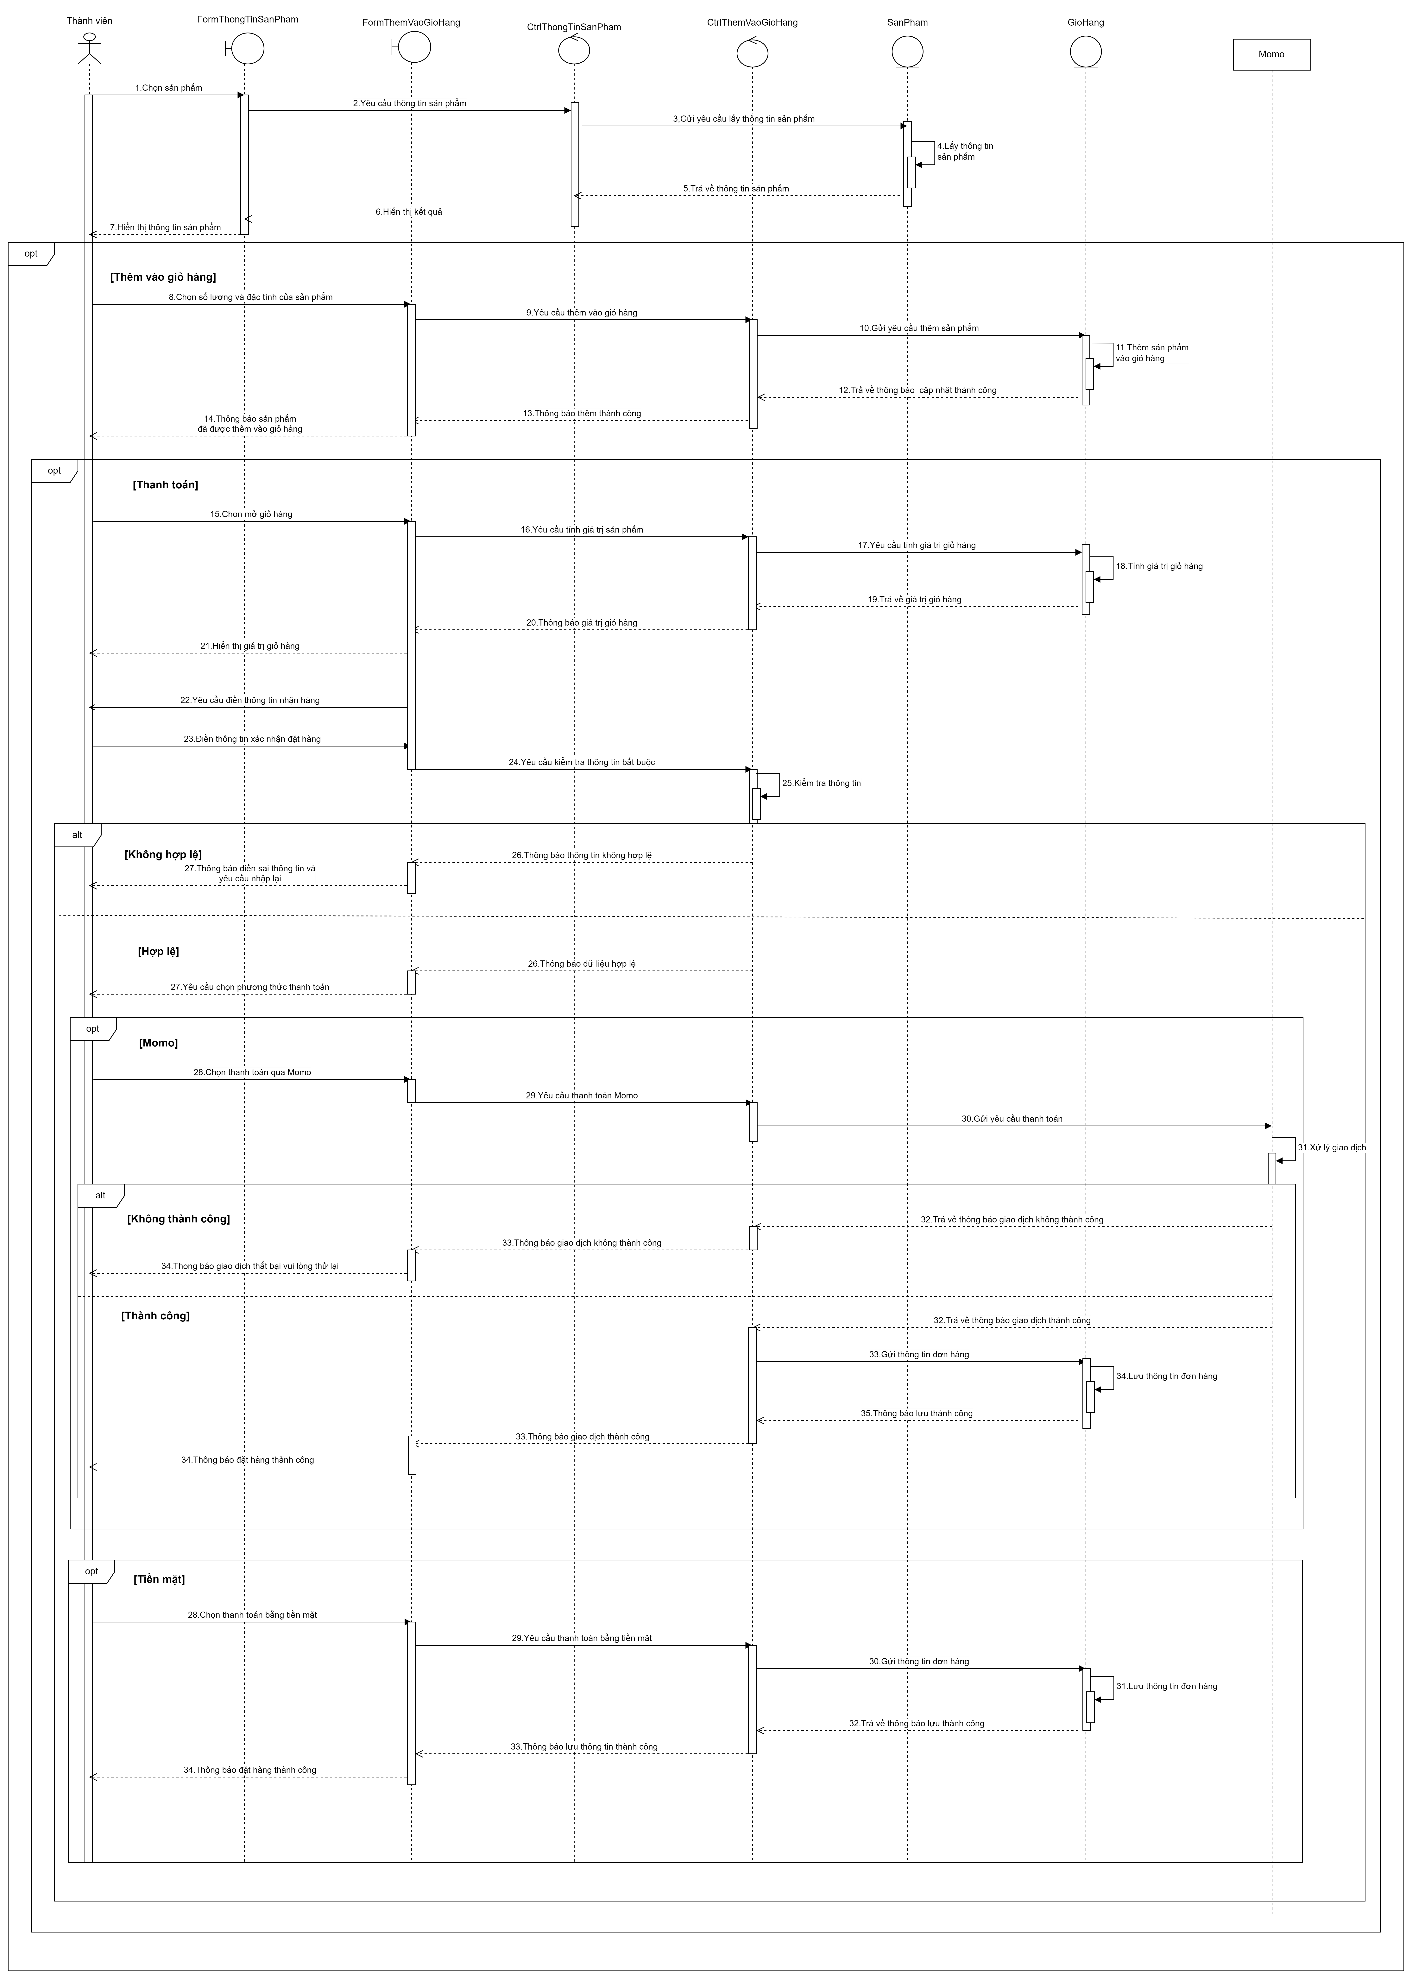 Thành viên
FormThongTinSanPham
FormThemVaoGioHang
CtrlThongTinSanPham
CtrlThemVaoGioHang
SanPham
GioHang
Momo
1.Chọn sản phẩm
2.Yêu cầu thông tin sản phẩm
3.Gửi yêu cầu lấy thông tin sản phẩm
4.Lấy thông tin
sản phẩm
5.Trả về thông tin sản phẩm
6.Hiển thị kết quả
7.Hiển thị thông tin sản phẩm
opt
[Thêm vào giỏ hàng]
8.Chọn số lượng và đặc tính của sản phẩm
9.Yêu cầu thêm vào giỏ hàng
10.Gửi yêu cầu thêm sản phẩm
11.Thêm sản phẩm
vào giỏ hàng
12.Trả về thông báo cập nhật thành công
13.Thông báo thêm thành công
14.Thông báo sản phẩm
đã được thêm vào giỏ hàng
opt
[Thanh toán]
15.Chọn mở giỏ hàng
16.Yêu cầu tính giá trị sản phẩm
17.Yêu cầu tính giá trị giỏ hàng
18.Tính giá trị giỏ hàng
19.Trả về giá trị giỏ hàng
20.Thông báo giá trị giỏ hàng
21.Hiển thị giá trị giỏ hàng
22.Yêu cầu điền thông tin nhận hàng
23.Điền thông tin xác nhận đặt hàng
24.Yêu cầu kiểm tra thông tin bắt buộc
25.Kiểm tra thông tin
alt
[Không hợp lệ]
26.Thông báo thông tin không hợp lệ
27.Thông báo điền sai thông tin và
yêu cầu nhập lại
[Hợp lệ]
26.Thông báo dữ liệu hợp lệ
27.Yêu cầu chọn phương thức thanh toán
opt
[Momo]
28.Chọn thanh toán qua Momo
29.Yêu cầu thanh toán Momo
30.Gửi yêu cầu thanh toán
31.Xử lý giao dịch
alt
[Không thành công]
32.Trả về thông báo giao dịch không thành công
33.Thông báo giao dịch không thành công
34.Thông báo giao dịch thất bại vui lòng thử lại
[Thành công]
32.Trả về thông báo giao dịch thành công
33.Gửi thông tin đơn hàng
34.Lưu thông tin đơn hàng
35.Thông báo lưu thành công
33.Thông báo giao dịch thành công
34.Thông báo đặt hàng thành công
opt
[Tiền mặt]
28.Chọn thanh toán bằng tiền mặt
29.Yêu cầu thanh toán bằng tiền mặt
30.Gửi thông tin đơn hàng
31.Lưu thông tin đơn hàng
32.Trả về thông báo lưu thành công
33.Thông báo lưu thông tin thành công
34.Thông báo đặt hàng thành công